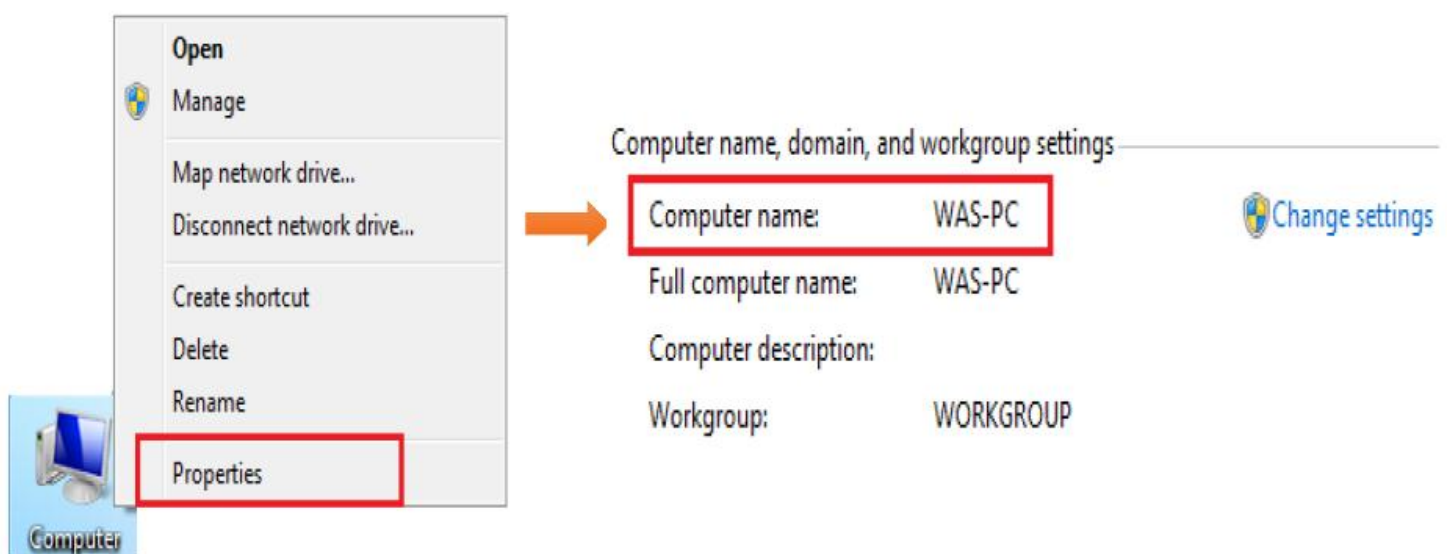 Open
Manage
Map network drive...
Disconnect network drive...
Create shortcut
Delete
Rename
Properties
Computer
Computer name, domain, and workgroup settings
Computer name: WAS-PC
Change settings
Full computer name: WAS-PC
Computer description:
Workgroup: WORKGROUP